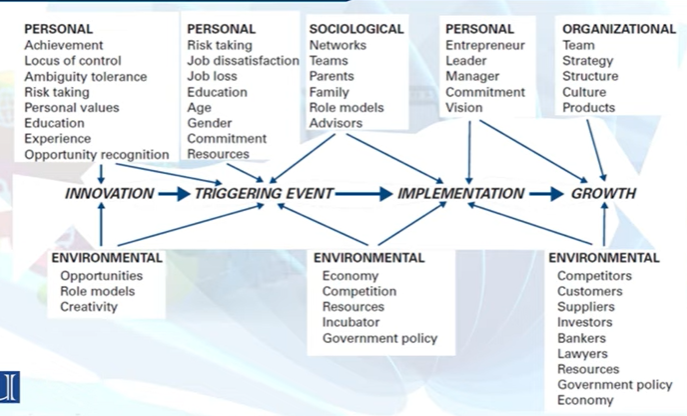 PERSONAL
Achievement
Locus of control
Ambiguity tolerance
Risk taking
Personal values
Education
Experience
Opportunity recognition
PERSONAL
Risk taking
Job dissatisfaction
Job loss
Education
Age
Gender
Commitment
Resources
SOCIOLOGICAL
Networks
Teams
Parents
Family
Role models
Advisors
PERSONAL
Entrepreneur
Leader
Manager
Commitment
Vision
ORGANIZATIONAL
Team
Strategy
Structure
Culture
Products
INNOVATION TRIGGERING EVENT IMPLEMENTATION GROWTH
ENVIRONMENTAL
Opportunities
Role models
Creativity
ENVIRONMENTAL
Economy
Competition
Resources
Incubator
Government policy
ENVIRONMENTAL
Competitors
Customers
Suppliers
Investors
Bankers
Lawyers
Resources
Government policy
Economy